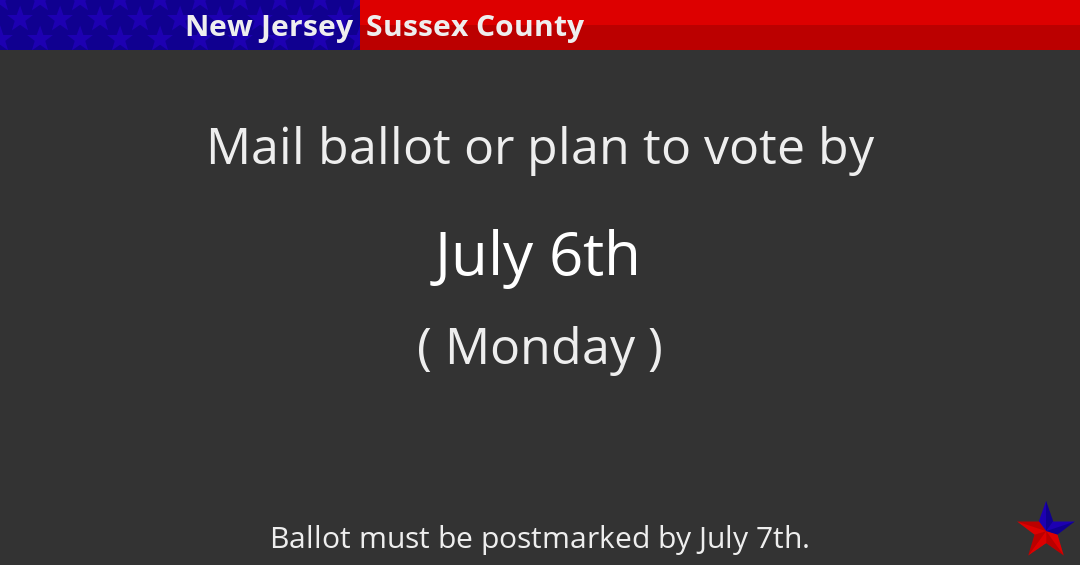 New Jersey Sussex County
Mail ballot or plan to vote by
July 6th
( Monday )
Ballot must be postmarked by July 7th.